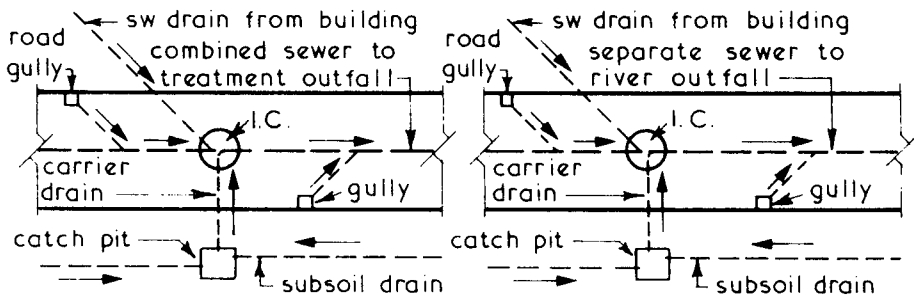 sw drain from building
road gully
combined sewer to treatment outfall
I.C.
carrier drain
gully
catch pit
subsoil drain
sw drain from building
road gully
separate sewer to river outfall
I.C.
carrier drain
gully
catch pit
subsoil drain